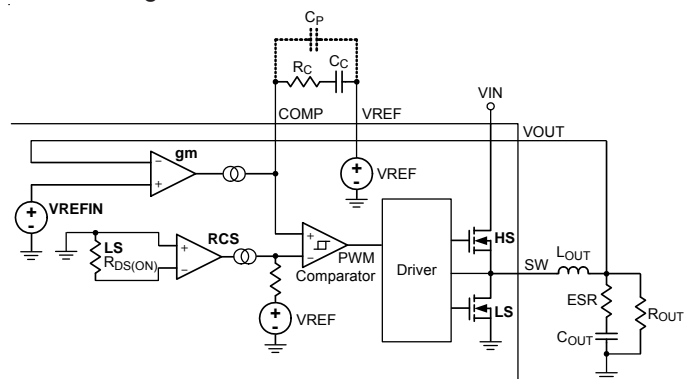 CP
RC
CC
VIN
COMP
VREF
VOUT
gm
−
+
VREF
+
-
VREFIN
+
-
LS
RDS(ON)
RCS
+
−
+
−
PWM
Comparator
VREF
+
-
Driver
HS
LS
SW
LOUT
ESR
COUT
ROUT